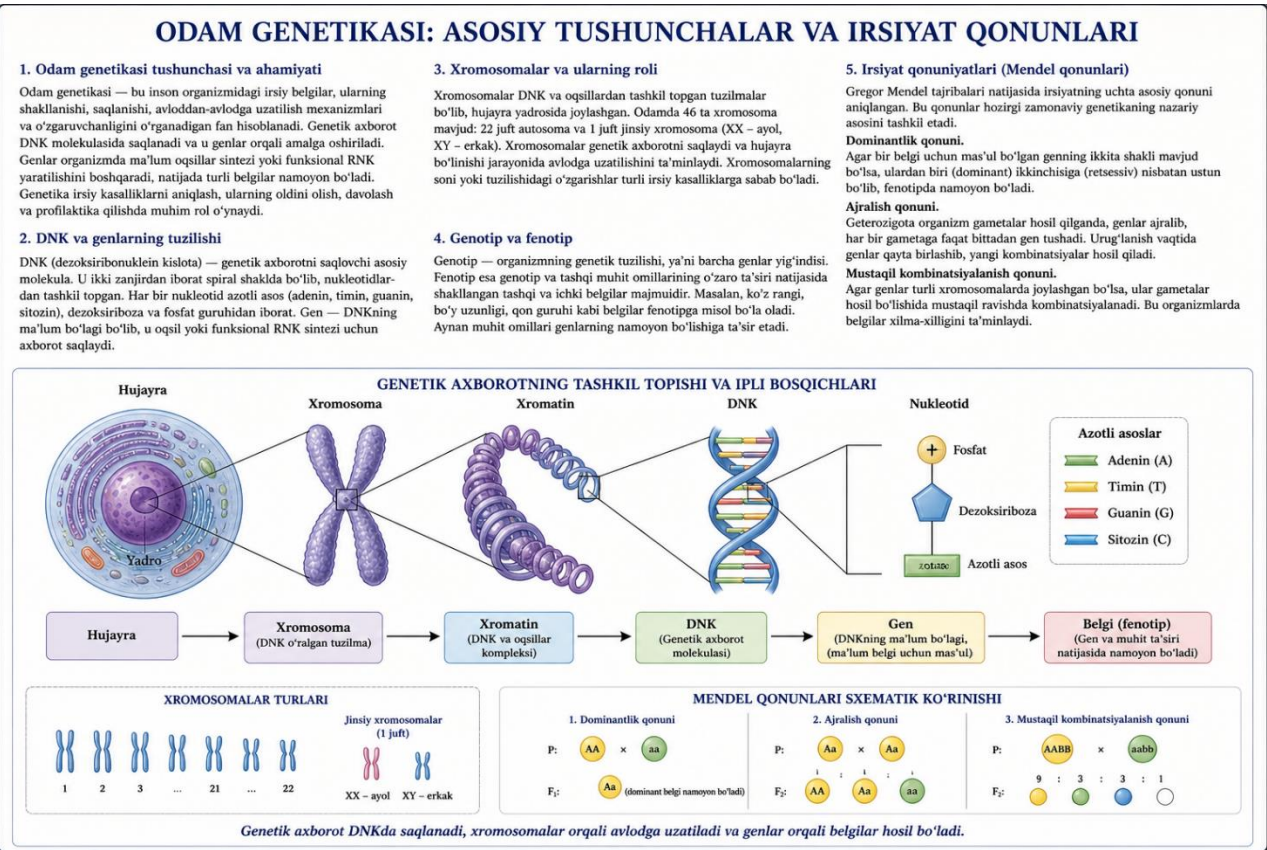 ODAM GENETIKASI: ASOSIY TUSHUNCHALAR VA IRSIYAT QONUNLARI
1. Odam genetikasi tushunchasi va ahamiyati
Odam genetikasi — bu inson organizmidagi irsiy belgilar, ularning
shakllanishi, saqlanishi, avloddan-avlodga uzatilish mexanizmlari
va o‘zgaruvchanligini o‘rganadigan fan hisoblanadi. Genetik axborot
DNK molekulasida saqlanadi va u genlar orqali amalga oshiriladi.
Genlar organizmda ma’lum oqsillar sintezi yoki funksional RNK
yaratilishini boshqaradi, natijada turli belgilar namoyon bo‘ladi.
Genetika irsiy kasalliklarni aniqlash, ularning oldini olish, davolash
va profilaktika qilishda muhim rol o‘ynaydi.
2. DNK va genlarning tuzilishi
DNK (dezoksiribonuklein kislota) — genetik axborotni saqlovchi asosiy
molekula. U ikki zanjirdan iborat spiral shaklda bo‘lib, nukleotidlar-
dan tashkil topgan. Har bir nukleotid azotli asos (adenin, timin, guanin,
sitozin), dezoksiriboza va fosfat guruhidan iborat. Gen — DNKning
ma’lum bo‘lagi bo‘lib, u oqsil yoki funksional RNK sintezi uchun
axborot saqlaydi.
3. Xromosomalar va ularning roli
Xromosomalar DNK va oqsillardan tashkil topgan tuzilmalar
bo‘lib, hujayra yadrosida joylashgan. Odamda 46 ta xromosoma
mavjud: 22 juft autosoma va 1 juft jinsiy xromosoma (XX – ayol,
XY – erkak). Xromosomalar genetik axborotni saqlaydi va hujayra
bo‘linishi jarayonida avlodga uzatilishini ta’minlaydi. Xromosomalarning
soni yoki tuzilishidagi o‘zgarishlar turli irsiy kasalliklarga sabab bo‘ladi.
4. Genotip va fenotip
Genotip — organizmning genetik tuzilishi, ya’ni barcha genlar yig‘indisi.
Fenotip esa genotip va tashqi muhit omillarining o‘zaro ta’siri natijasida
shakllangan tashqi va ichki belgilar majmuidir. Masalan, ko‘z rangi,
bo‘y uzunligi, qon guruhi kabi belgilar fenotipga misol bo‘la oladi.
Aynan muhit omillari genlarning namoyon bo‘lishiga ta’sir etadi.
5. Irsiyat qonuniyatlari (Mendel qonunlari)
Gregor Mendel tajribalari natijasida irsiyatning uchta asosiy qonuni
aniqlangan. Bu qonunlar hozirgi zamonaviy genetikaning nazariy
asosini tashkil etadi.
Dominantlik qonuni.
Agar bir belgi uchun mas’ul bo‘lgan genning ikkita shakli mavjud
bo‘lsa, ulardan biri (dominant) ikkinchisiga (retsessiv) nisbatan ustun
bo‘lib, fenotipda namoyon bo‘ladi.
Ajralish qonuni.
Geterozigota organizm gametalar hosil qilganda, genlar ajralib,
har bir gametaga faqat bittadan gen tushadi. Urug‘lanish vaqtida
genlar qayta birlashib, yangi kombinatsiyalar hosil qiladi.
Mustaqil kombinatsiyalanish qonuni.
Agar genlar turli xromosomalarda joylashgan bo‘lsa, ular gametalar
hosil bo‘lishida mustaqil ravishda kombinatsiyalanadi. Bu organizmlarda
belgilar xilma-xilligini ta’minlaydi.
GENETIK AXBOROTNING TASHKIL TOPISHI VA IPLI BOSQICHLARI
Hujayra
Xromosoma
Xromatin
DNK
Nukleotid
Yadro
+
Fosfat
Dezoksiriboza
Azotli asos
Azotli asoslar
Adenin (A)
Timin (T)
Guanin (G)
Sitozin (C)
Hujayra
Xromosoma
(DNK o‘ralgan tuzilma)
Xromatin
(DNK va oqsillar
kompleksi)
DNK
(Genetik axborot
molekulasi)
Gen
(DNKning ma’lum bo‘lagi,
(ma’lum belgi uchun mas’ul)
Belgi (fenotip)
(Gen va muhit ta’siri
natijasida namoyon bo‘ladi)
XROMOSOMALAR TURLARI
Jinsiy xromosomalar
(1 juft)
1 2 3 ... 21 ... 22
XX – ayol XY – erkak
MENDEL QONUNLARI SXEMATIK KO‘RINISHI
1. Dominantlik qonuni
P: AA × aa
F₁: Aa (dominant belgi namoyon bo‘ladi)
2. Ajralish qonuni
P: Aa × Aa
F₂: AA Aa aa
3. Mustaqil kombinatsiyalanish qonuni
P: AABB × aabb
9 : 3 : 3 : 1
F₂:
Genetik axborot DNKda saqlanadi, xromosomalar orqali avlodga uzatiladi va genlar orqali belgilar hosil bo‘ladi.